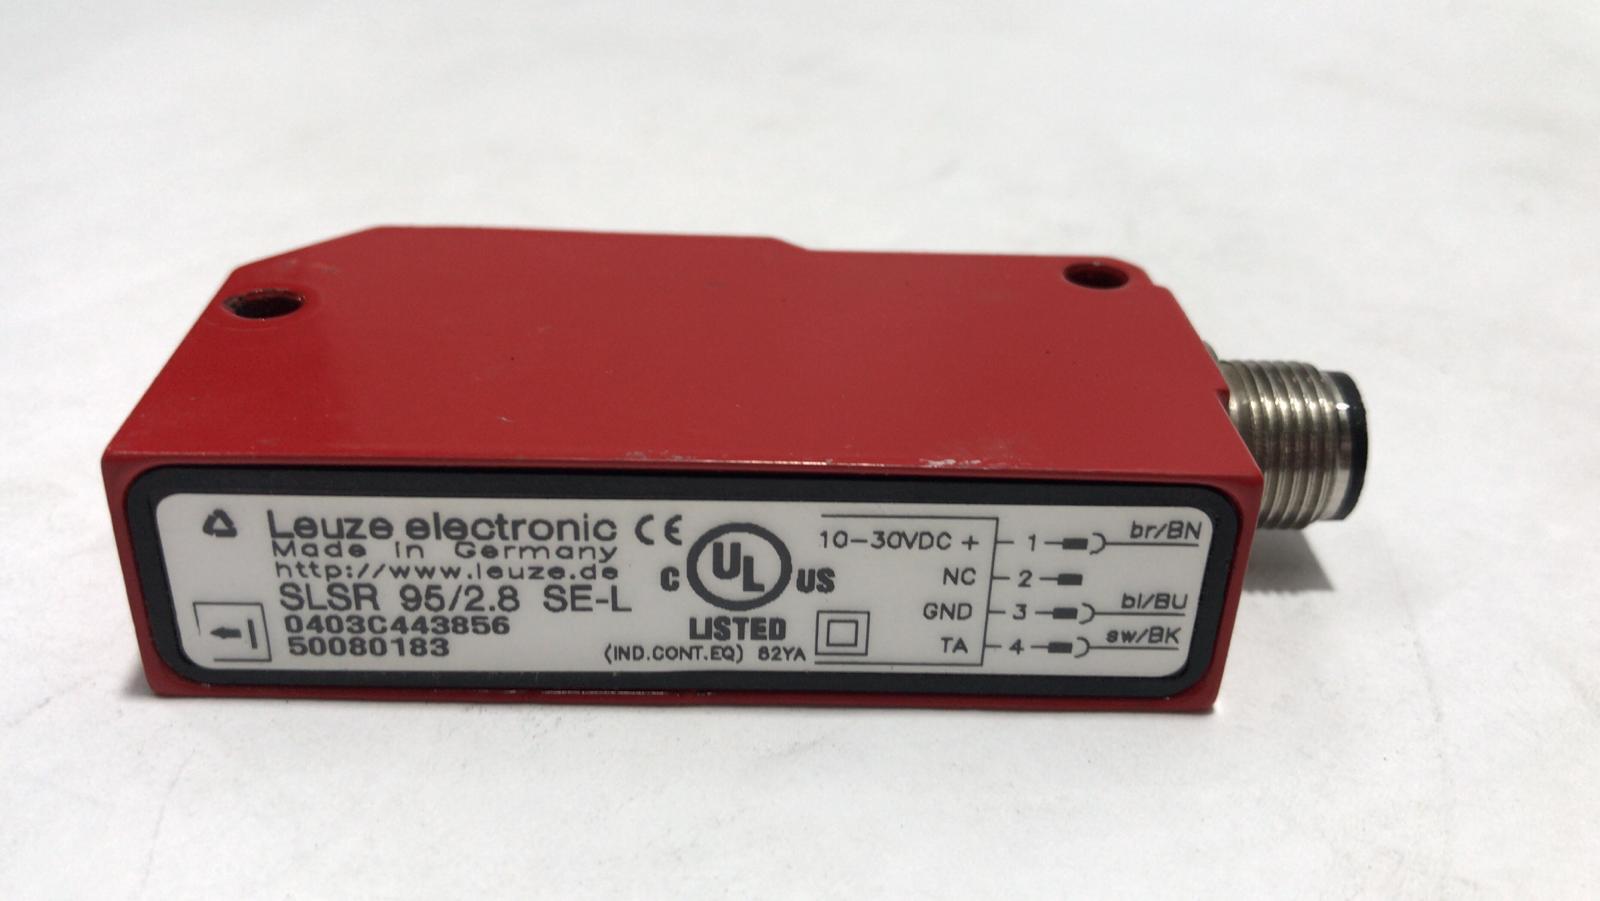 Leuze electronic
Made in Germany
http://www.leuze.de
SLSR 95/2.8 SE-L
0403C443856
50080183
CE
C UL US
LISTED
(IND.CONT.EQ) 82YA
10-30VDC + 1 br/BN
NC 2
GND 3 bl/BU
TA 4 sw/BK